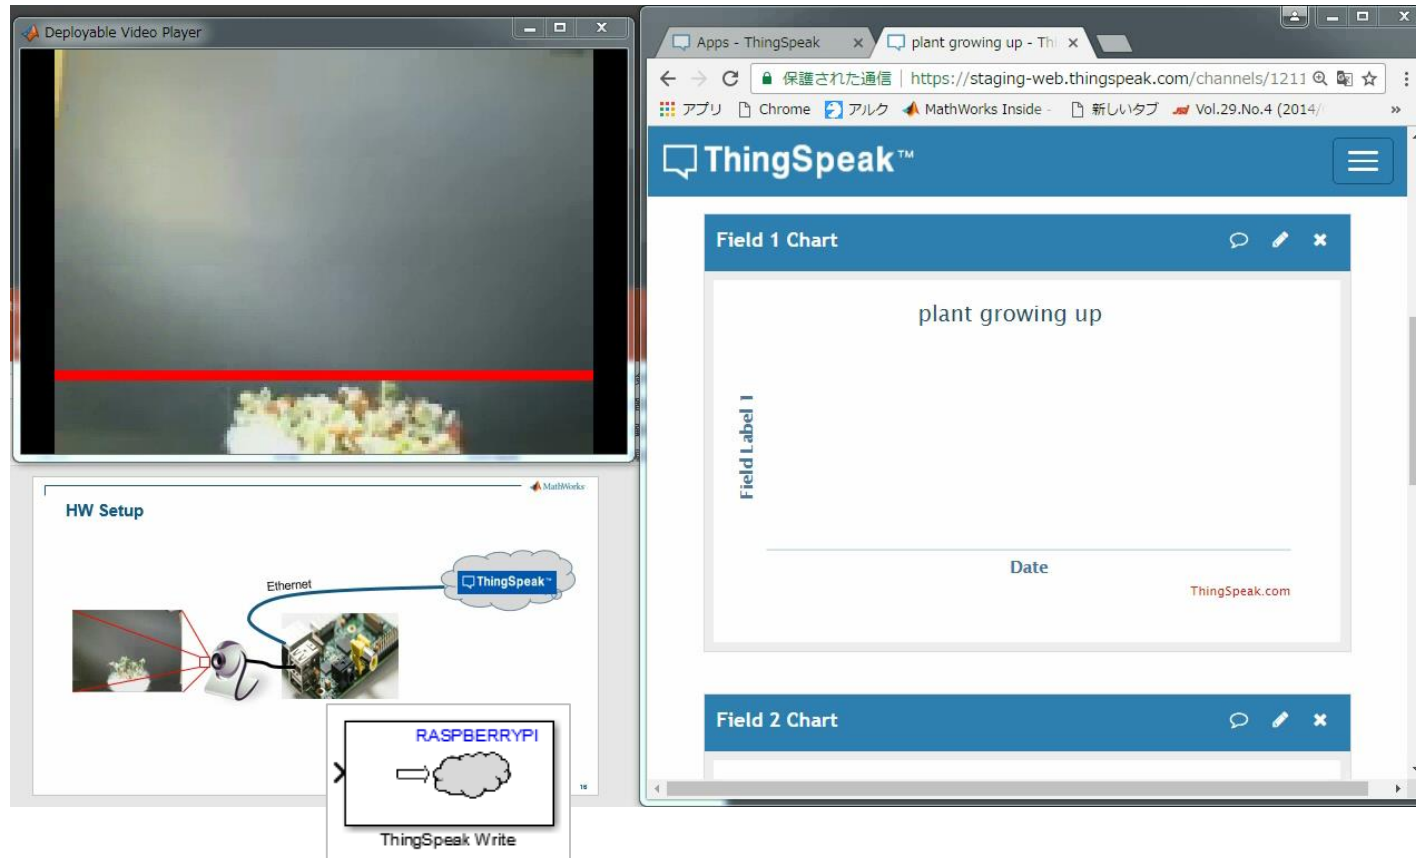 Deployable Video Player
HW Setup
MathWorks
Ethernet
ThingSpeak
RASPBERRYPI
ThingSpeak Write
16
Apps - ThingSpeak
plant growing up - Th
保護された通信 | https://staging-web.thingspeak.com/channels/1211
アプリ Chrome アルク MathWorks Inside - 新しいタブ Vol.29.No.4 (2014/ »
ThingSpeak™
Field 1 Chart
plant growing up
Field Label 1
Date
ThingSpeak.com
Field 2 Chart